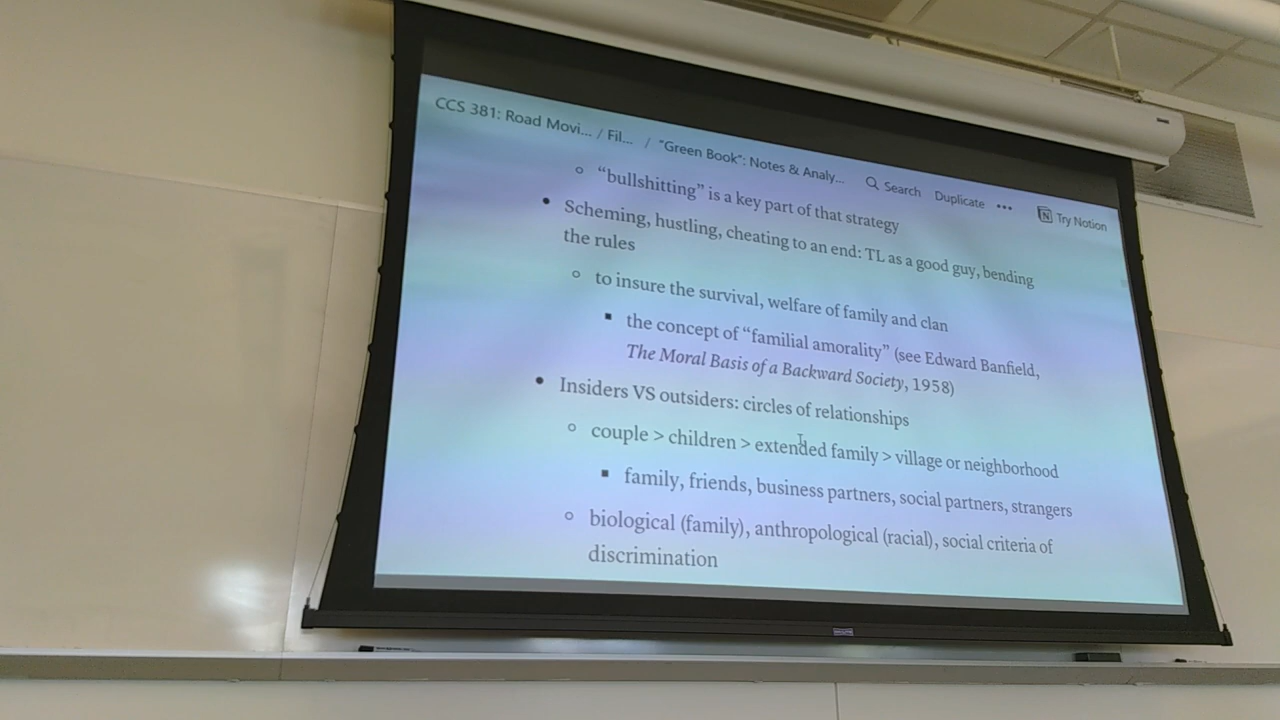 CCS 381: Road Movi... / Fil... / "Green Book": Notes & Analy... Search Duplicate ••• Try Notion
○ “bullshitting” is a key part of that strategy
• Scheming, hustling, cheating to an end: TL as a good guy, bending
the rules
○ to insure the survival, welfare of family and clan
▪ the concept of “familial amorality” (see Edward Banfield,
The Moral Basis of a Backward Society, 1958)
• Insiders VS outsiders: circles of relationships
○ couple > children > extended family > village or neighborhood
▪ family, friends, business partners, social partners, strangers
○ biological (family), anthropological (racial), social criteria of
discrimination